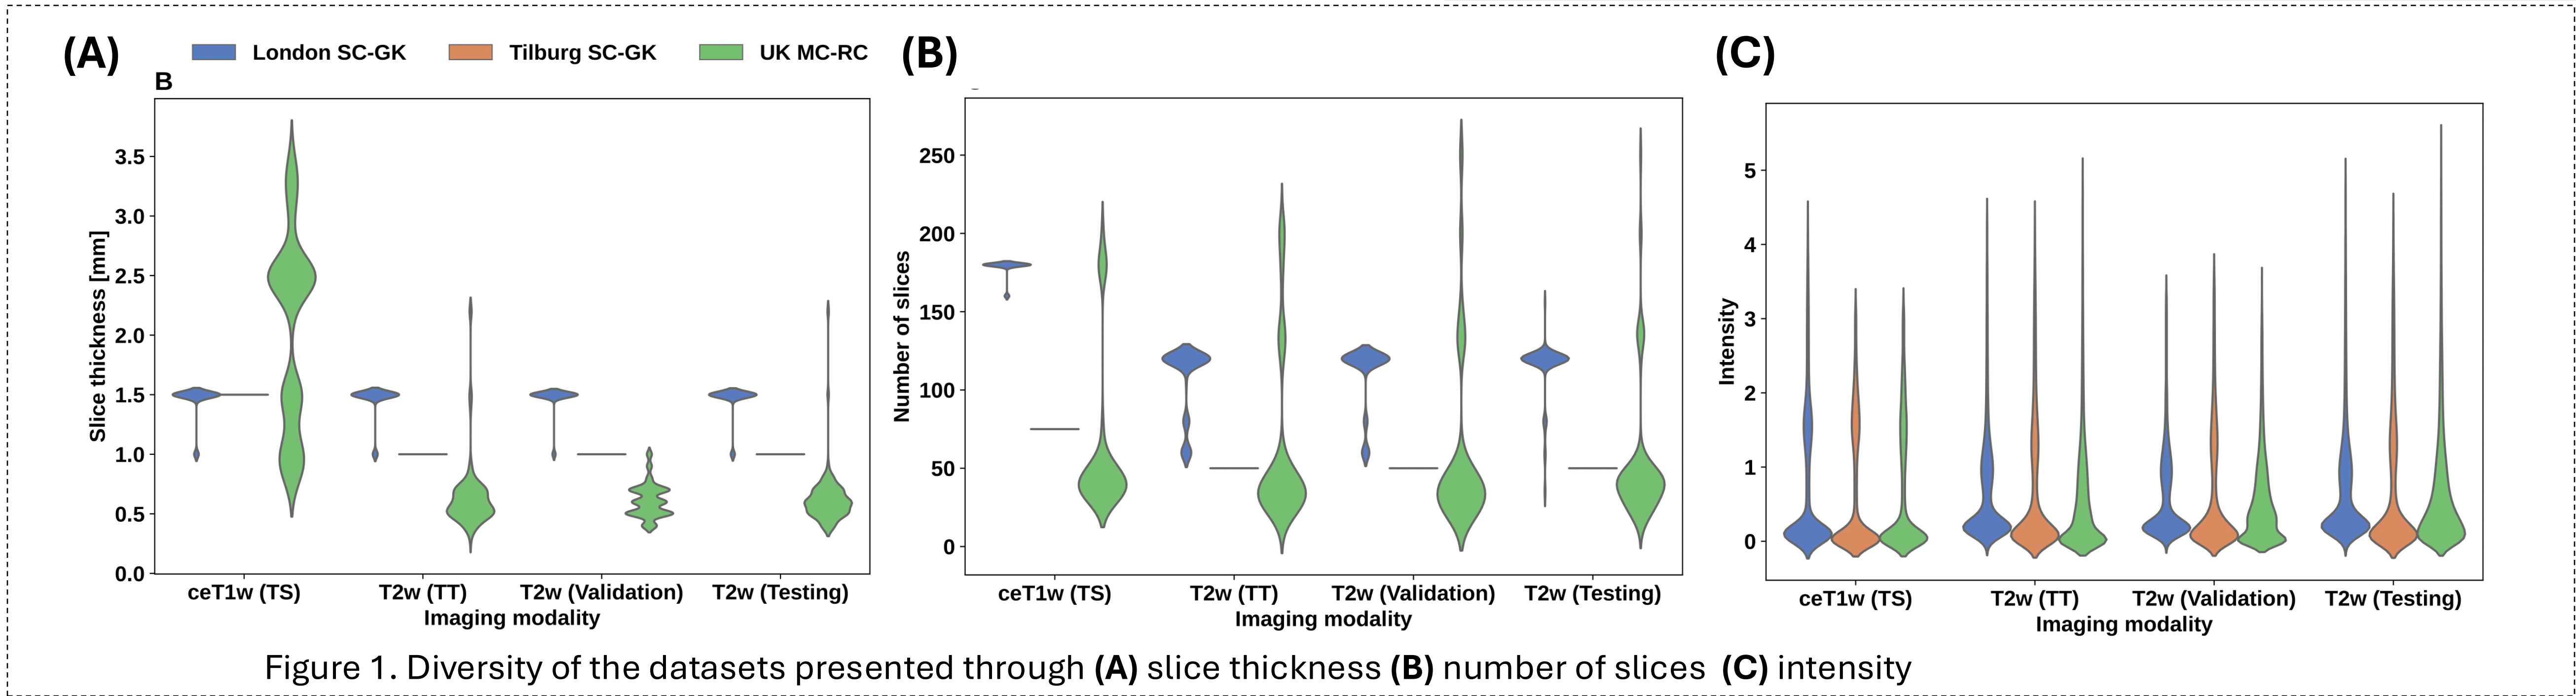 (A)
London SC-GK
Tilburg SC-GK
UK MC-RC
B
Slice thickness [mm]
3.5
3.0
2.5
2.0
1.5
1.0
0.5
0.0
ceT1w (TS)
T2w (TT)
T2w (Validation)
T2w (Testing)
Imaging modality
(B)
Number of slices
250
200
150
100
50
0
ceT1w (TS)
T2w (TT)
T2w (Validation)
T2w (Testing)
Imaging modality
(C)
Intensity
5
4
3
2
1
0
ceT1w (TS)
T2w (TT)
T2w (Validation)
T2w (Testing)
Imaging modality
Figure 1. Diversity of the datasets presented through (A) slice thickness (B) number of slices (C) intensity